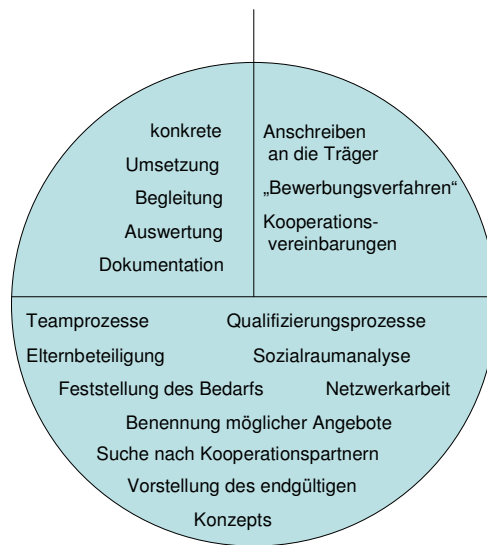 konkrete
Umsetzung
Begleitung
Auswertung
Dokumentation
Anschreiben
an die Träger
„Bewerbungsverfahren“
Kooperations-
vereinbarungen
Teamprozesse Qualifizierungsprozesse
Elternbeteiligung Sozialraumanalyse
Feststellung des Bedarfs Netzwerkarbeit
Benennung möglicher Angebote
Suche nach Kooperationspartnern
Vorstellung des endgültigen
Konzepts